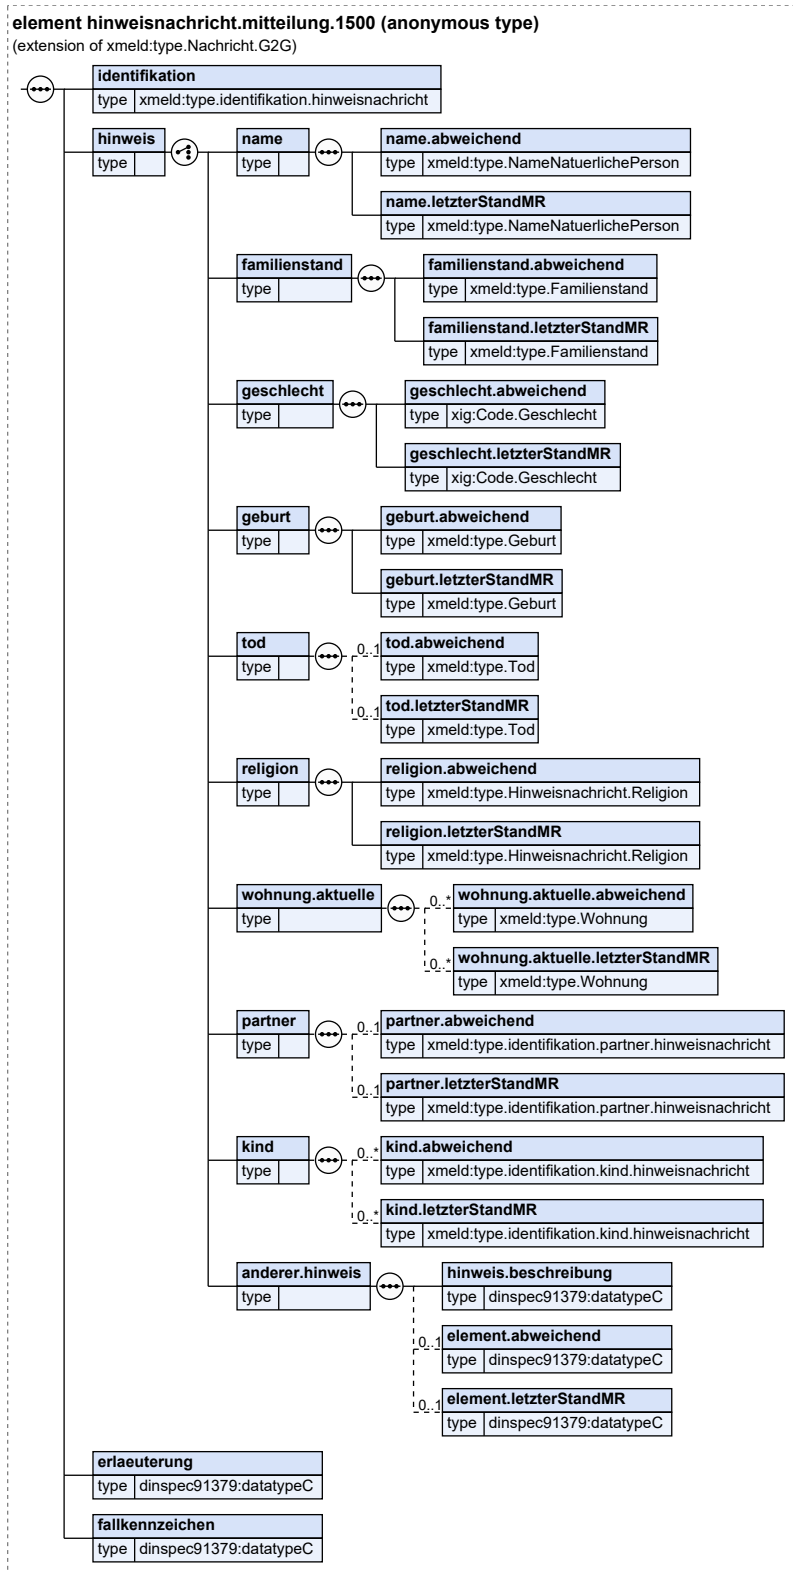 element hinweisnachricht.mitteilung.1500 (anonymous type)
(extension of xmeld:type.Nachricht.G2G)
identifikation
type xmeld:type.identifikation.hinweisnachricht
hinweis
type
name
type
name.abweichend
type xmeld:type.NameNatuerlichePerson
name.letzterStandMR
type xmeld:type.NameNatuerlichePerson
familienstand
type
familienstand.abweichend
type xmeld:type.Familienstand
familienstand.letzterStandMR
type xmeld:type.Familienstand
geschlecht
type
geschlecht.abweichend
type xig:Code.Geschlecht
geschlecht.letzterStandMR
type xig:Code.Geschlecht
geburt
type
geburt.abweichend
type xmeld:type.Geburt
geburt.letzterStandMR
type xmeld:type.Geburt
tod
type
0..1 tod.abweichend
type xmeld:type.Tod
0..1 tod.letzterStandMR
type xmeld:type.Tod
religion
type
religion.abweichend
type xmeld:type.Hinweisnachricht.Religion
religion.letzterStandMR
type xmeld:type.Hinweisnachricht.Religion
wohnung.aktuelle
type
0..* wohnung.aktuelle.abweichend
type xmeld:type.Wohnung
0..* wohnung.aktuelle.letzterStandMR
type xmeld:type.Wohnung
partner
type
0..1 partner.abweichend
type xmeld:type.identifikation.partner.hinweisnachricht
0..1 partner.letzterStandMR
type xmeld:type.identifikation.partner.hinweisnachricht
kind
type
0..* kind.abweichend
type xmeld:type.identifikation.kind.hinweisnachricht
0..* kind.letzterStandMR
type xmeld:type.identifikation.kind.hinweisnachricht
anderer.hinweis
type
hinweis.beschreibung
type dinspec91379:datatypeC
0..1 element.abweichend
type dinspec91379:datatypeC
0..1 element.letzterStandMR
type dinspec91379:datatypeC
erlaeuterung
type dinspec91379:datatypeC
fallkennzeichen
type dinspec91379:datatypeC